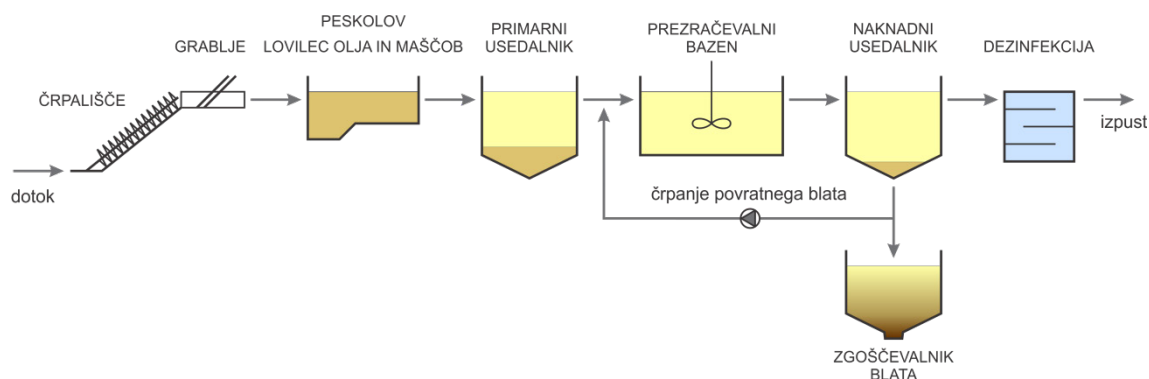 PESKOLOV
LOVILEC OLJA IN MAŠČOB
GRABLJE
ČRPALIŠČE
dotok
PRIMARNI
USEDALNIK
PREZRAČEVALNI
BAZEN
NAKNADNI
USEDALNIK
DEZINFEKCIJA
izpust
črpanje povratnega blata
ZGOŠČEVALNIK
BLATA